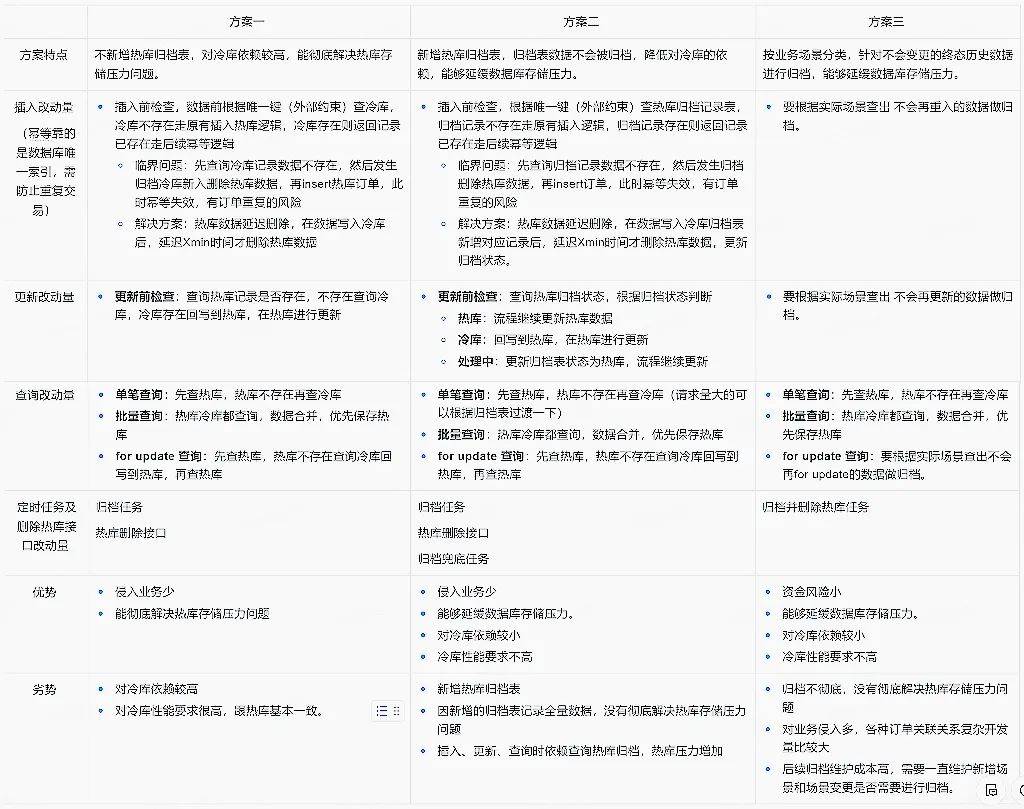 方案一
方案二
方案三
方案特点
不新增热库归档表，对冷库依赖较高，能彻底解决热库存
储压力问题。
新增热库归档表，归档表数据不会被归档，降低对冷库的依
赖，能够延缓数据库存储压力。
按业务场景分类，针对不会变更的终态历史数据
进行归档，能够延缓数据库存储压力。
插入改动量
（幂等靠的
是数据库唯
一索引，需
防止重复交
易）
插入前检查，数据前根据唯一键（外部约束）查冷库，
冷库不存在走原有插入热库逻辑，冷库存在则返回记录
已存在走后续幂等逻辑
临界问题：先查询冷库记录数据不存在，然后发生
归档冷库新入删除热库数据，再insert热库订单，此
时幂等失效，有订单重复的风险
解决方案：热库数据延迟删除，在数据写入冷库
后，延迟Xmin时间才删除热库数据
插入前检查，根据唯一键（外部约束）查热库归档记录表，
归档记录不存在走原有插入逻辑，归档记录存在则返回记录
已存在走后续幂等逻辑
临界问题：先查询归档记录数据不存在，然后发生归档
删除热库数据，再insert订单，此时幂等失效，有订单
重复的风险
解决方案：热库数据延迟删除，在数据写入冷库归档表
新增对应记录后，延迟Xmin时间才删除热库数据，更新
归档状态。
要根据实际场景查出 不会再重入的数据做归
档。
更新改动量
更新前检查：查询热库记录是否存在，不存在查询冷
库，冷库存在回写到热库，在热库进行更新
更新前检查：查询热库归档状态，根据归档状态判断
热库：流程继续更新热库数据
冷库：回写到热库，在热库进行更新
处理中：更新归档表状态为热库，流程继续更新
要根据实际场景查出 不会再更新的数据做归
档。
查询改动量
单笔查询：先查热库，热库不存在再查冷库
批量查询：热库冷库都查询，数据合并，优先保存热
库
for update 查询：先查热库，热库不存在查询冷库回
写到热库，再查热库
单笔查询：先查热库，热库不存在再查冷库（请求量大的可
以根据归档表过渡一下）
批量查询：热库冷库都查询，数据合并，优先保存热库
for update 查询：先查热库，热库不存在查询冷库回写到
热库，再查热库
单笔查询：先查热库，热库不存在再查冷库
批量查询：热库冷库都查询，数据合并，优
先保存热库
for update 查询：要根据实际场景查出不会
再for update的数据做归档。
定时任务及
删除热库接
口改动量
归档任务
热库删除接口
归档任务
热库删除接口
归档兜底任务
归档并删除热库任务
优势
侵入业务少
能彻底解决热库存储压力问题
侵入业务少
能够延缓数据库存储压力。
对冷库依赖较小
冷库性能要求不高
资金风险小
能够延缓数据库存储压力。
对冷库依赖较小
冷库性能要求不高
劣势
对冷库依赖较高
对冷库性能要求很高，跟热库基本一致。
新增热库归档表
因新增的归档表记录全量数据，没有彻底解决热库存储压力
问题
插入、更新、查询时依赖查询热库归档，热库压力增加
归档不彻底，没有彻底解决热库存储压力问
题
对业务侵入多，各种订单关联关系复杂开发
量比较大
后续归档维护成本高，需要一直维护新增场
景和场景变更是否需要进行归档。